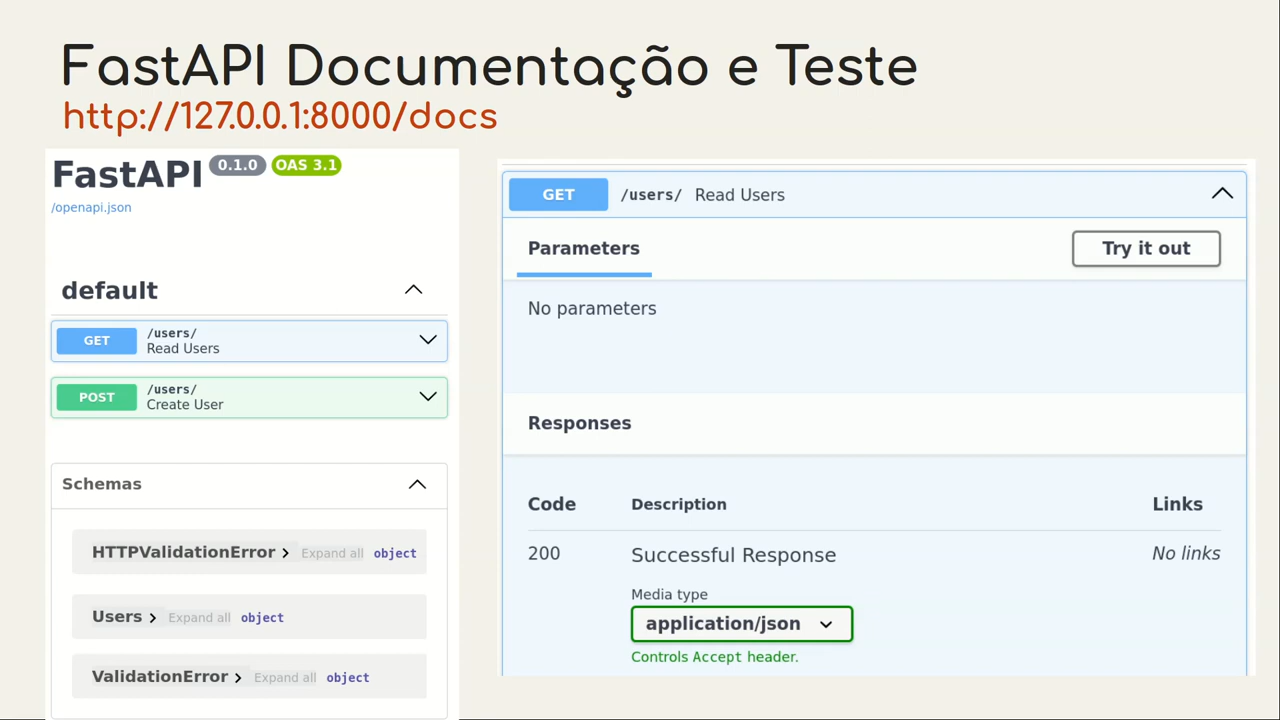 FastAPI Documentação e Teste
http://127.0.0.1:8000/docs
FastAPI 0.1.0 OAS 3.1
/openapi.json
default
GET /users/
Read Users
POST /users/
Create User
Schemas
HTTPValidationError Expand all object
Users Expand all object
ValidationError Expand all object
GET /users/ Read Users
Parameters Try it out
No parameters
Responses
Code Description Links
200 Successful Response No links
Media type
application/json
Controls Accept header.